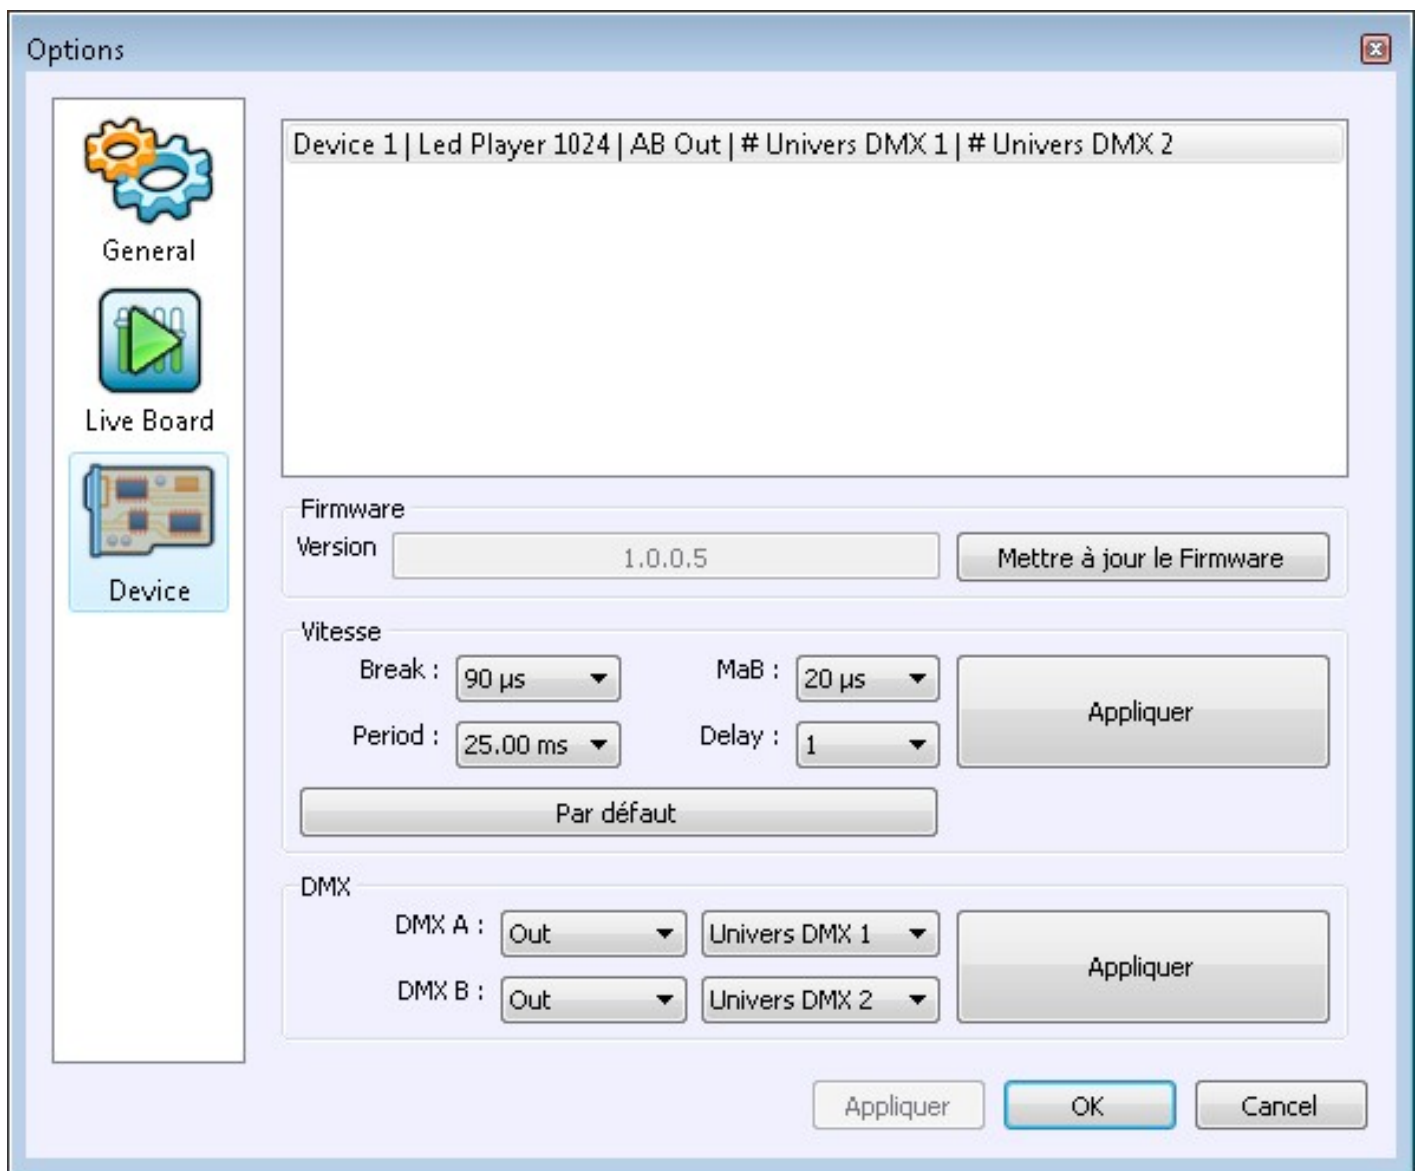 Options
General
Live Board
Device
Device 1 | Led Player 1024 | AB Out | # Univers DMX 1 | # Univers DMX 2
Firmware
Version 1.0.0.5 Mettre à jour le Firmware
Vitesse
Break : 90 µs MaB : 20 µs Appliquer
Period : 25.00 ms Delay : 1
Par défaut
DMX
DMX A : Out Univers DMX 1 Appliquer
DMX B : Out Univers DMX 2
Appliquer OK Cancel